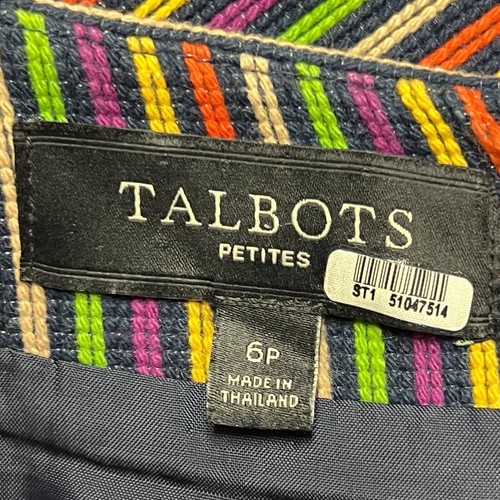 TALBOTS
PETITES
ST1 51047514
6P
MADE IN
THAILAND